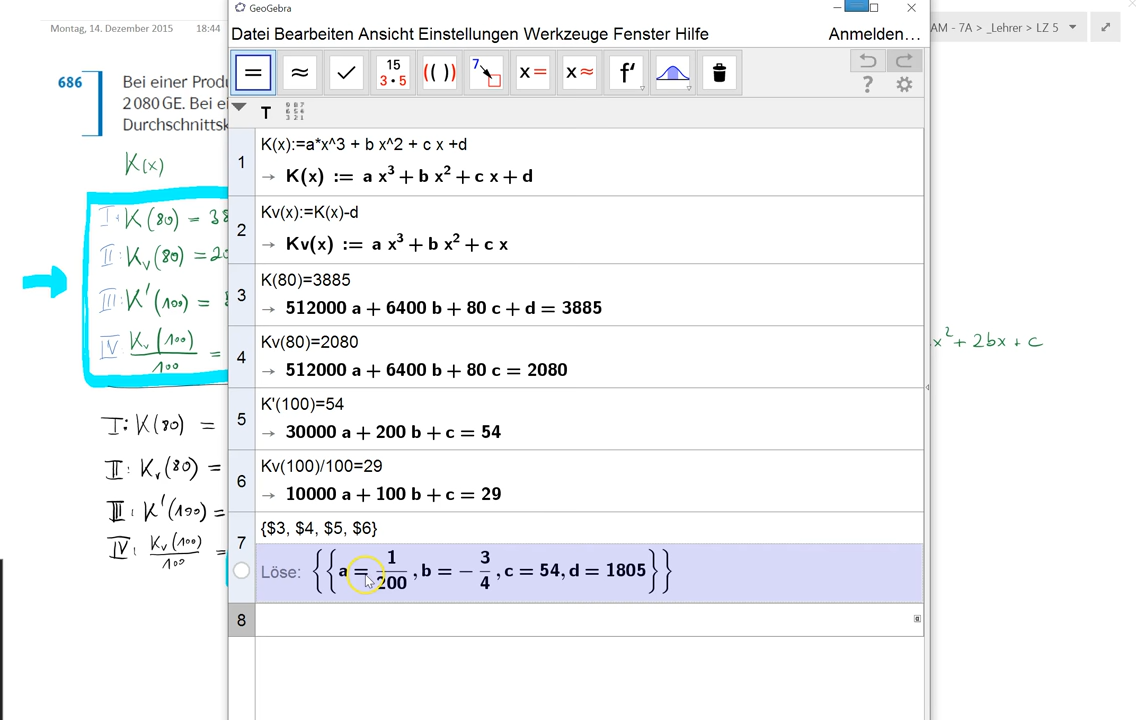 GeoGebra
Montag, 14. Dezember 2015 18:44
Datei Bearbeiten Ansicht Einstellungen Werkzeuge Fenster Hilfe Anmelden...
AM - 7A > _Lehrer > LZ 5
= ≈ ✓ 15 3•5 (( )) 7 x= x≈ f'
?
T
686 Bei einer Produ
2 080 GE. Bei ei
Durchschnittsk
K(x)
I: K(80) = 38
II: Kv(80) = 20
III: K'(100) =
IV Kv(100)/100 =
I: K(80) =
II: Kv(80) =
III: K'(100) =
IV: Kv(100)/100 =
1 K(x):=a*x^3 + b x^2 + c x +d
→ K(x) := a x³ + b x² + c x + d
2 Kv(x):=K(x)-d
→ Kv(x) := a x³ + b x² + c x
3 K(80)=3885
→ 512000 a + 6400 b + 80 c + d = 3885
4 Kv(80)=2080
→ 512000 a + 6400 b + 80 c = 2080
5 K'(100)=54
→ 30000 a + 200 b + c = 54
6 Kv(100)/100=29
→ 10000 a + 100 b + c = 29
7 {$3, $4, $5, $6}
Löse: {{a = 1/200, b = − 3/4, c = 54, d = 1805}}
8
x² + 2bx + c